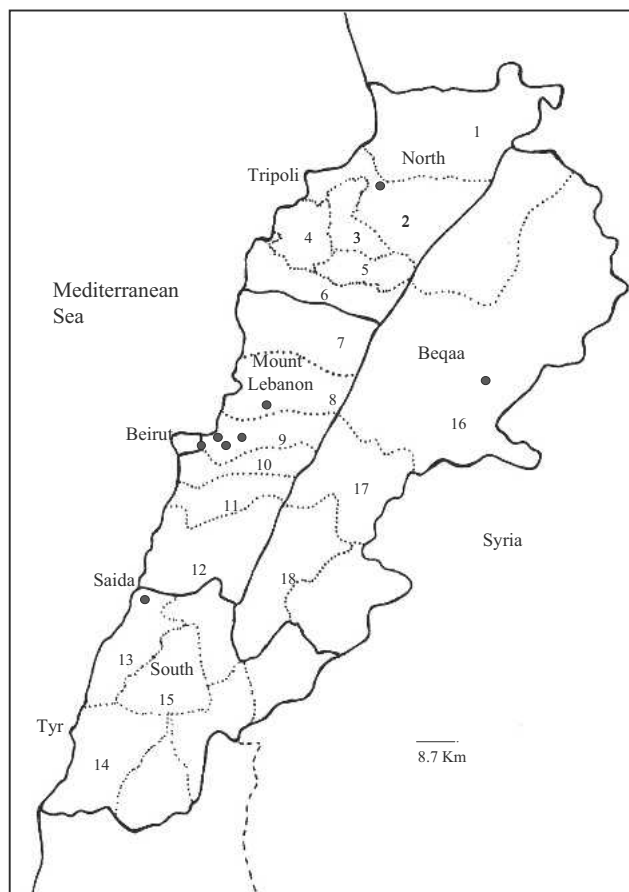 1
North
Tripoli
2
3
4
5
Mediterranean
Sea
6
7
Mount
Lebanon
Beqaa
8
Beirut
16
9
10
17
11
Syria
12
Saida
18
13
South
15
Tyr
14
8.7 Km